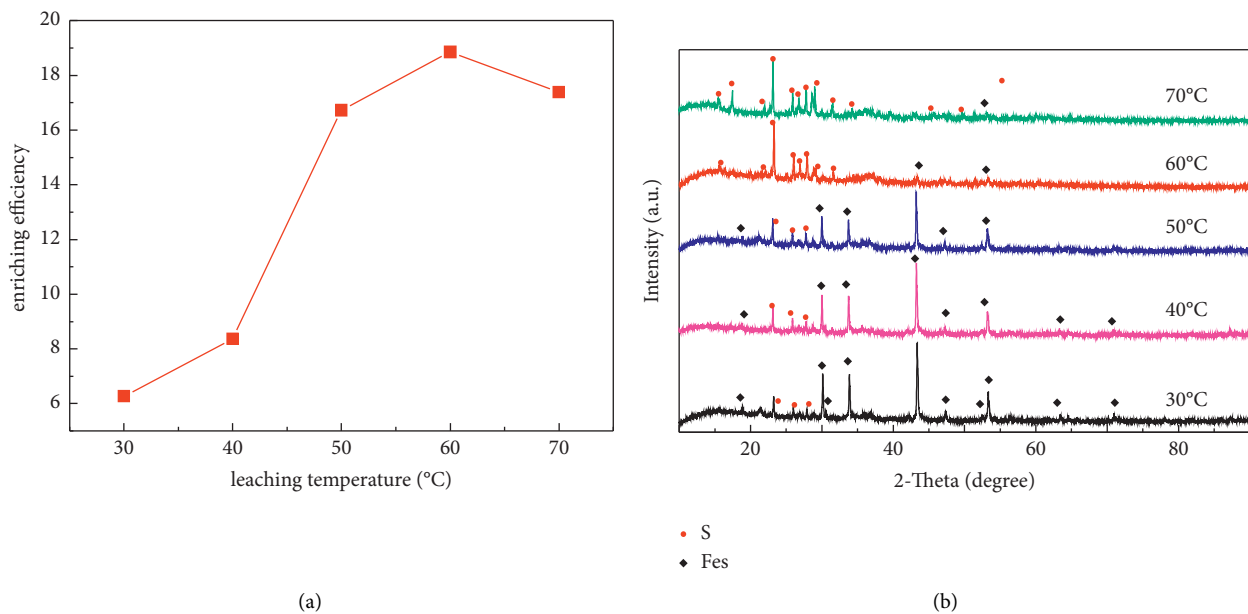 20
18
16
14
12
10
8
6
enriching efficiency
30 40 50 60 70
leaching temperature (°C)
(a)
Intensity (a.u.)
70°C
60°C
50°C
40°C
30°C
20 40 60 80
2-Theta (degree)
S
Fes
(b)